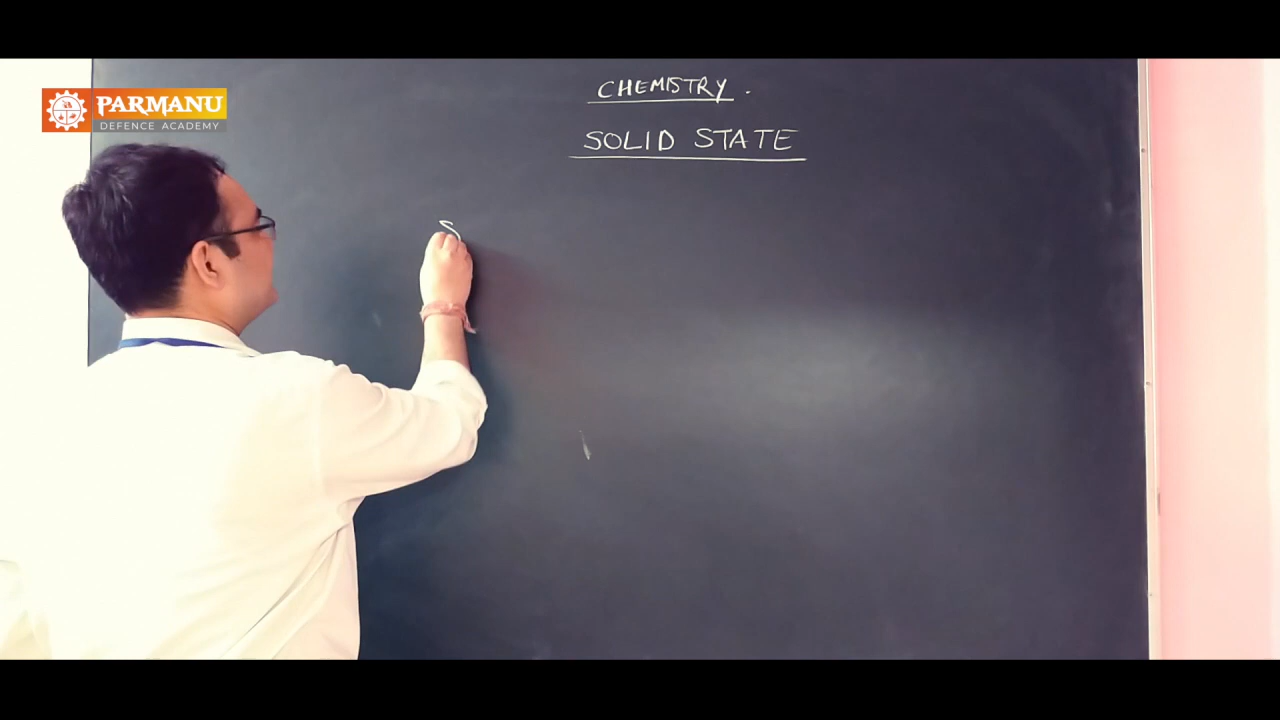 PARMANU
DEFENCE ACADEMY
CHEMISTRY.
SOLID STATE
S